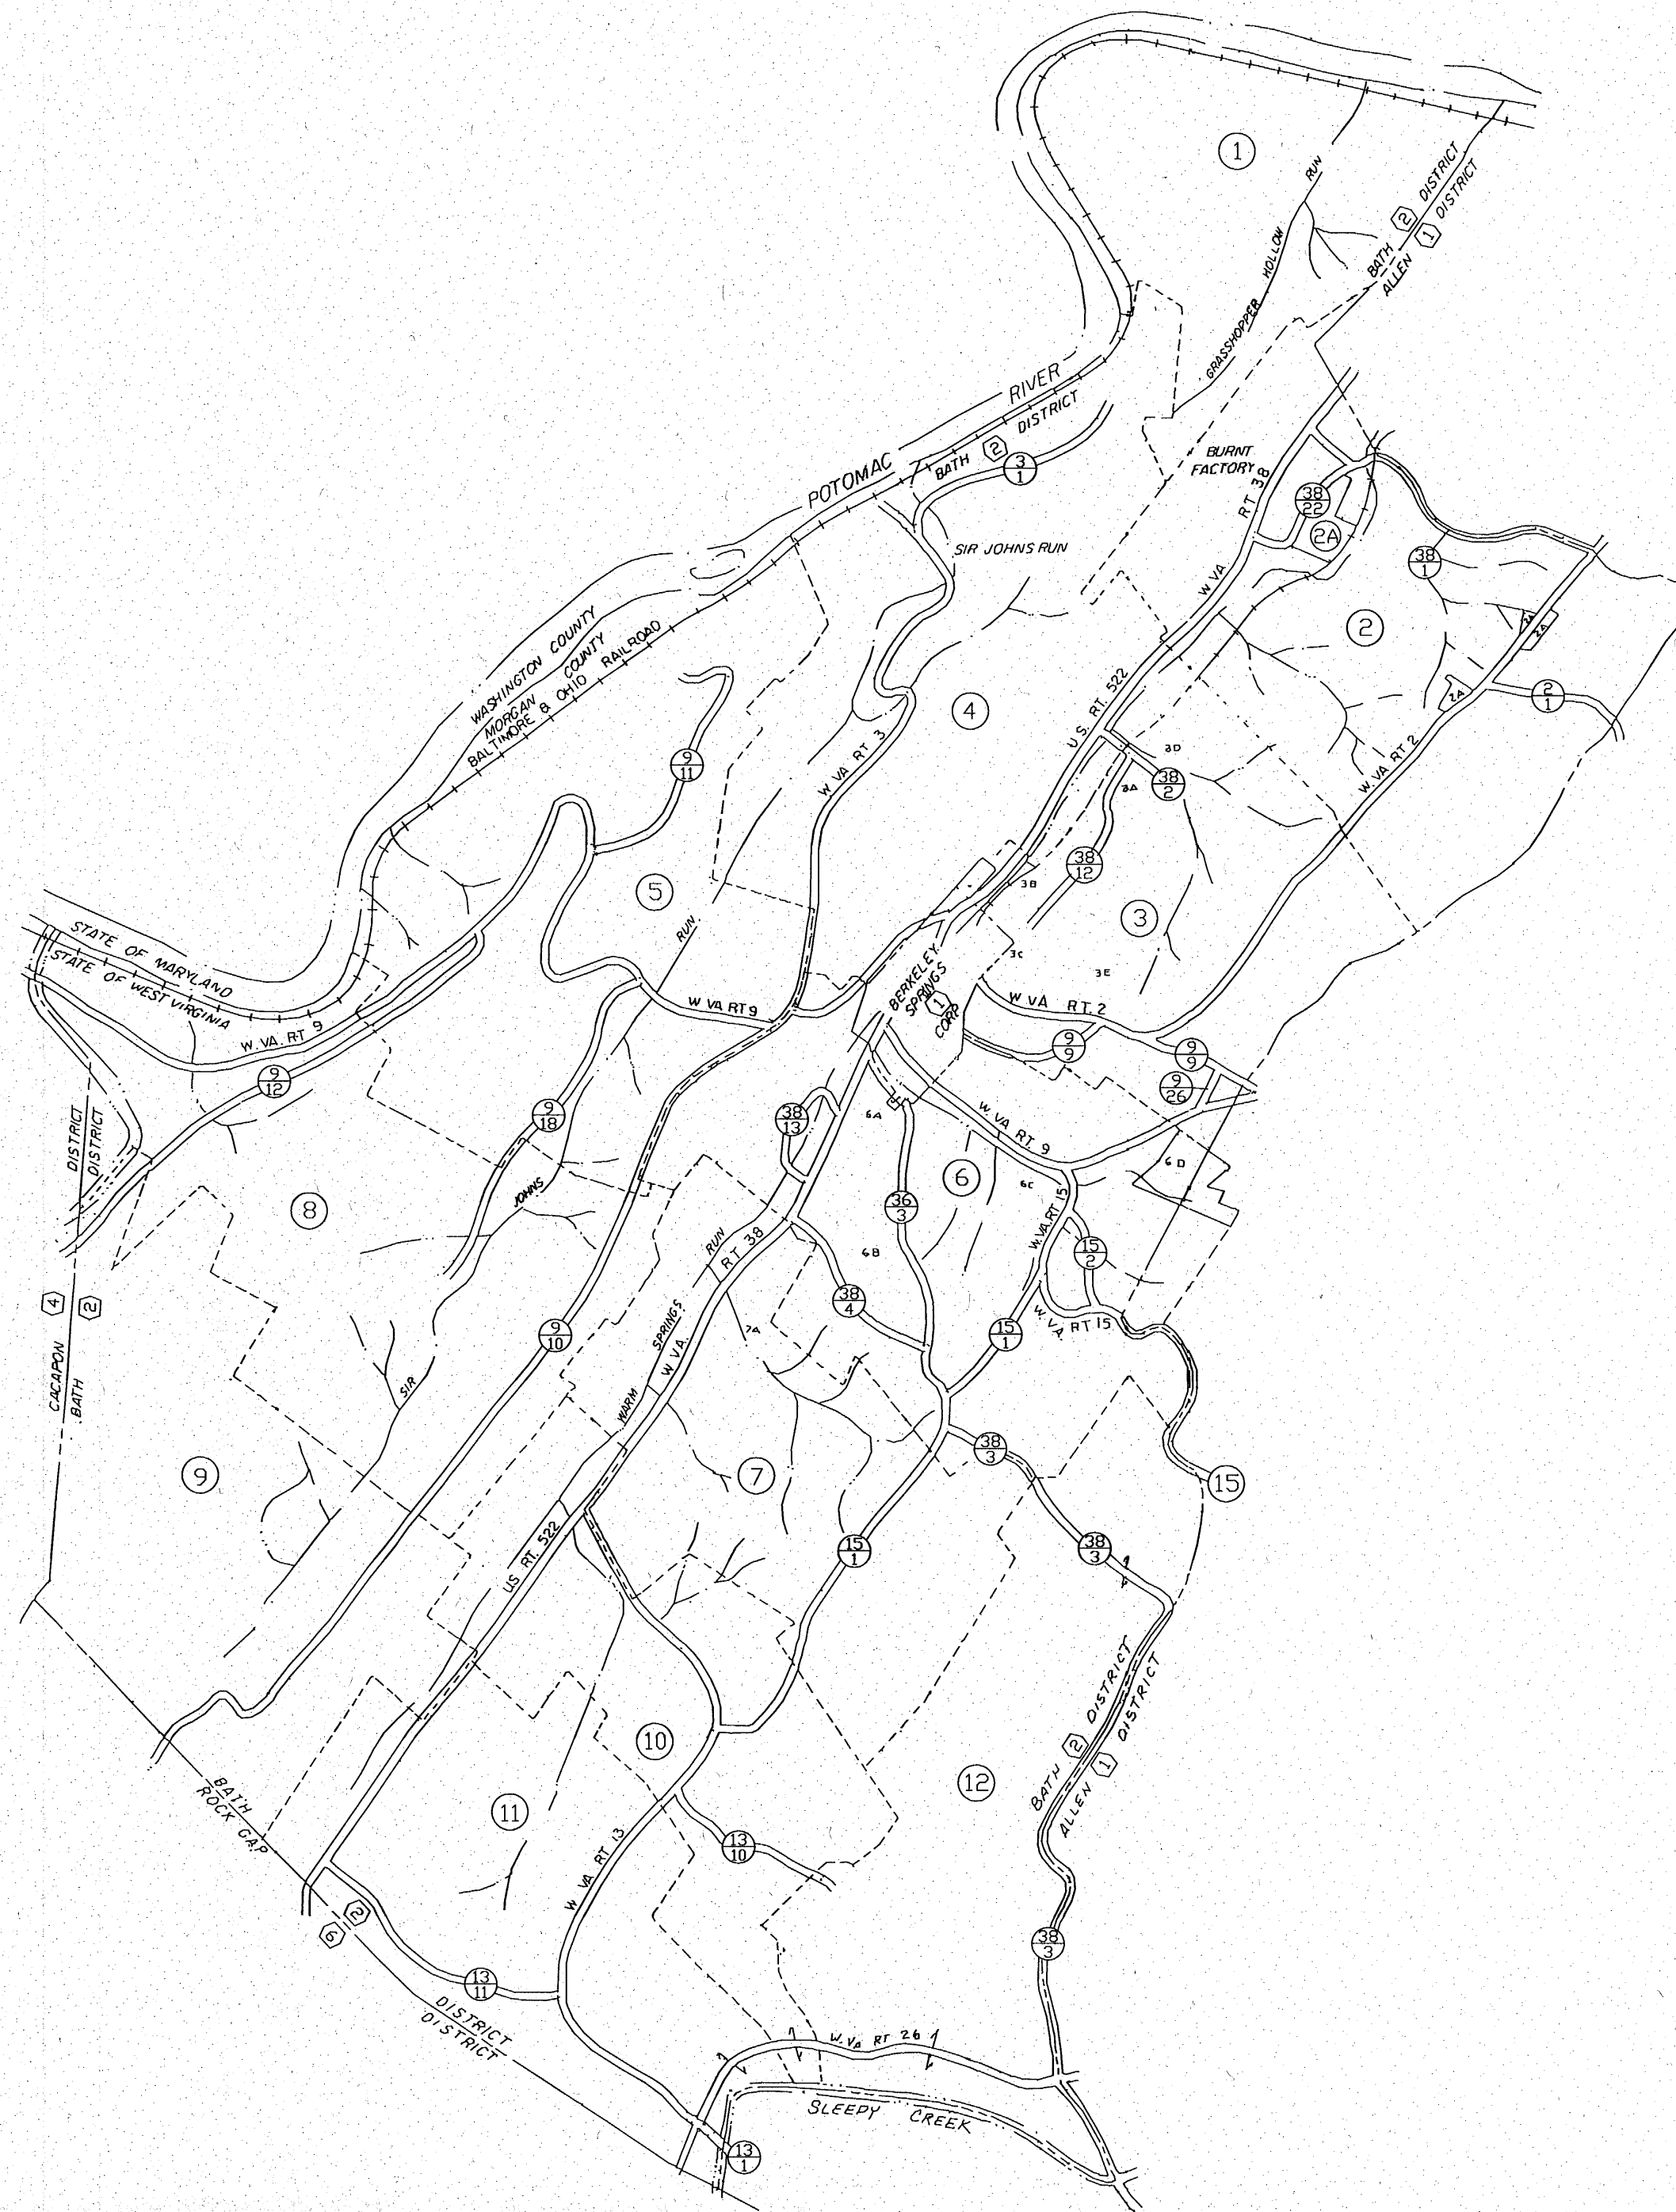 1
GRASSHOPPER HOLLOW RUN
BATH 2 DISTRICT
ALLEN 1 DISTRICT
POTOMAC RIVER
BATH 2 DISTRICT
3
1
BURNT
FACTORY
W.VA RT 38
38
22
2A
38
1
SIR JOHNS RUN
2
2A
2A
2
1
WASHINGTON COUNTY
MORGAN COUNTY
BALTIMORE & OHIO RAILROAD
4
U.S. RT. 522
3D
38
2
3A
W.VA RT 2
9
11
W.VA RT 3
38
12
3B
5
3
RUN
3C
3E
STATE OF MARYLAND
STATE OF WEST VIRGINIA
W.VA. RT 9
BERKELEY
SPRINGS
1
CORP
W VA RT. 2
W VA RT 9
9
9
9
9
9
26
9
12
9
18
38
13
6A
W. VA RT. 9
6
6C
6D
DISTRICT
DISTRICT
8
JOHNS
36
3
W.VA RT 15
15
2
RUN
RT 38
6B
4
2
38
4
W. VA. RT 15
15
1
9
10
SPRINGS
W VA.
7A
CACAPON
BATH
SIR
WARM
38
3
9
7
15
US RT. 522
15
1
38
3
BATH 2 DISTRICT
ALLEN 1 DISTRICT
10
12
BATH
ROCK GAP
11
W VA RT 13
13
10
2
6
38
3
13
11
DISTRICT
DISTRICT
W. VA RT 26
SLEEPY CREEK
13
1